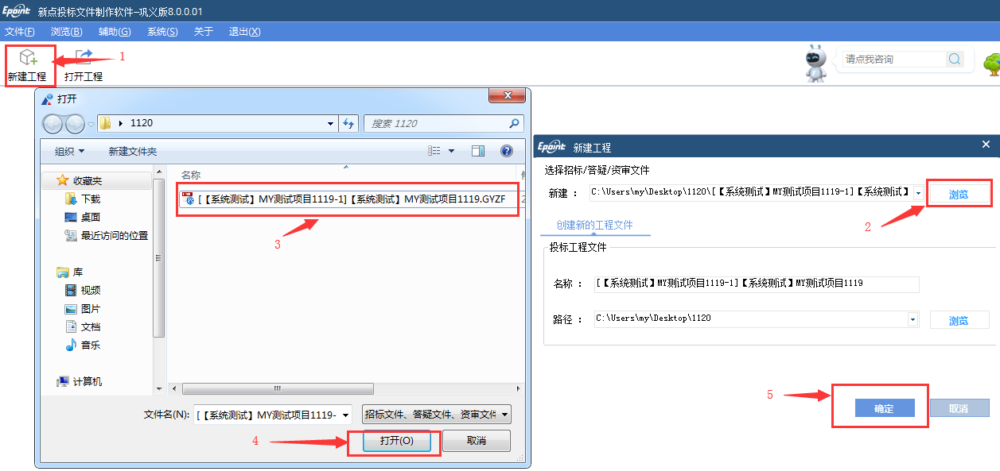 Epoint 新点投标文件制作软件--巩义版8.0.0.01
文件(F) 浏览(B) 辅助(G) 系统(S) 关于 退出(X)
1
新建工程 打开工程
请点我咨询
打开
1120
搜索 1120
组织 新建文件夹
收藏夹
下载
桌面
最近访问的位置
库
视频
图片
文档
音乐
计算机
名称
[【系统测试】MY测试项目1119-1]【系统测试】MY测试项目1119.GYZF
3
文件名(N): [【系统测试】MY测试项目1119-
招标文件、答疑文件、资审文件
4
打开(O) 取消
Epoint 新建工程
选择招标/答疑/资审文件
新建 : C:\Users\my\Desktop\1120\[【系统测试】MY测试项目1119-1]【系统测试】 浏览
2
创建新的工程文件
投标工程文件
名称 : [【系统测试】MY测试项目1119-1]【系统测试】MY测试项目1119
路径 : C:\Users\my\Desktop\1120 浏览
5
确定 取消